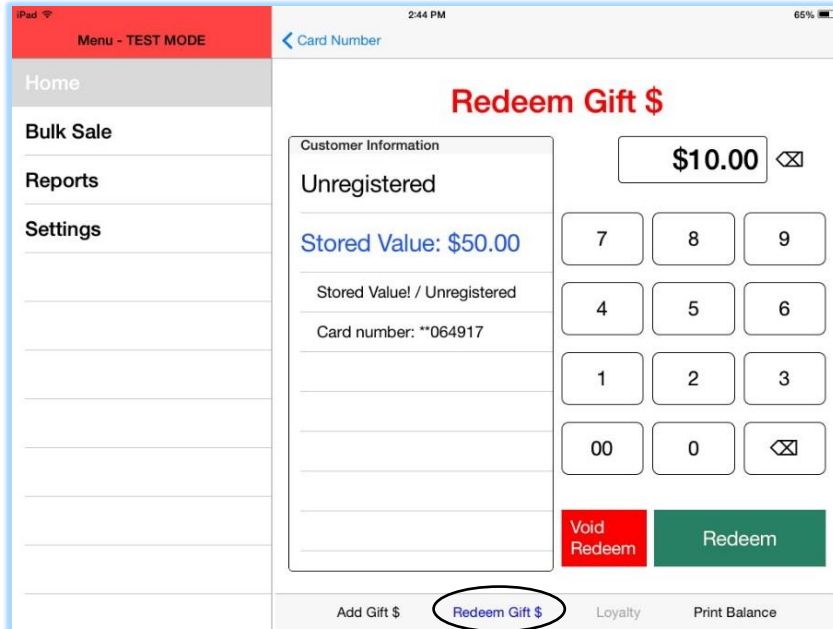 iPad 2:44 PM 65%
Menu - TEST MODE
Card Number
Home
Bulk Sale
Reports
Settings
Redeem Gift $
Customer Information
Unregistered
Stored Value: $50.00
Stored Value! / Unregistered
Card number: **064917
$10.00
7 8 9
4 5 6
1 2 3
00 0
Void
Redeem
Redeem
Add Gift $ Redeem Gift $ Loyalty Print Balance